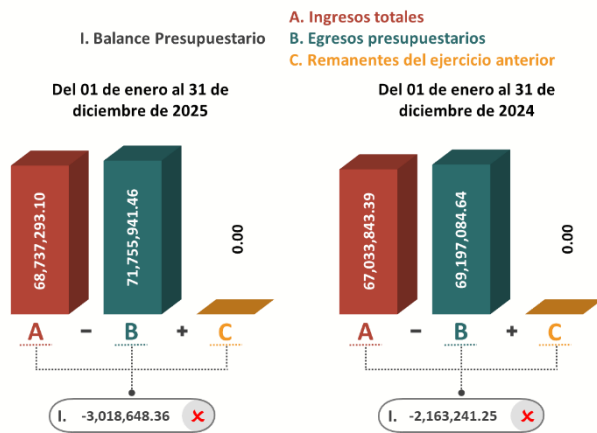 I. Balance Presupuestario
A. Ingresos totales
B. Egresos presupuestarios
C. Remanentes del ejercicio anterior
Del 01 de enero al 31 de
diciembre de 2025
68,737,293.10
71,755,941.46
0.00
A - B + C
I. -3,018,648.36 ✘
Del 01 de enero al 31 de
diciembre de 2024
67,033,843.39
69,197,084.64
0.00
A - B + C
I. -2,163,241.25 ✘